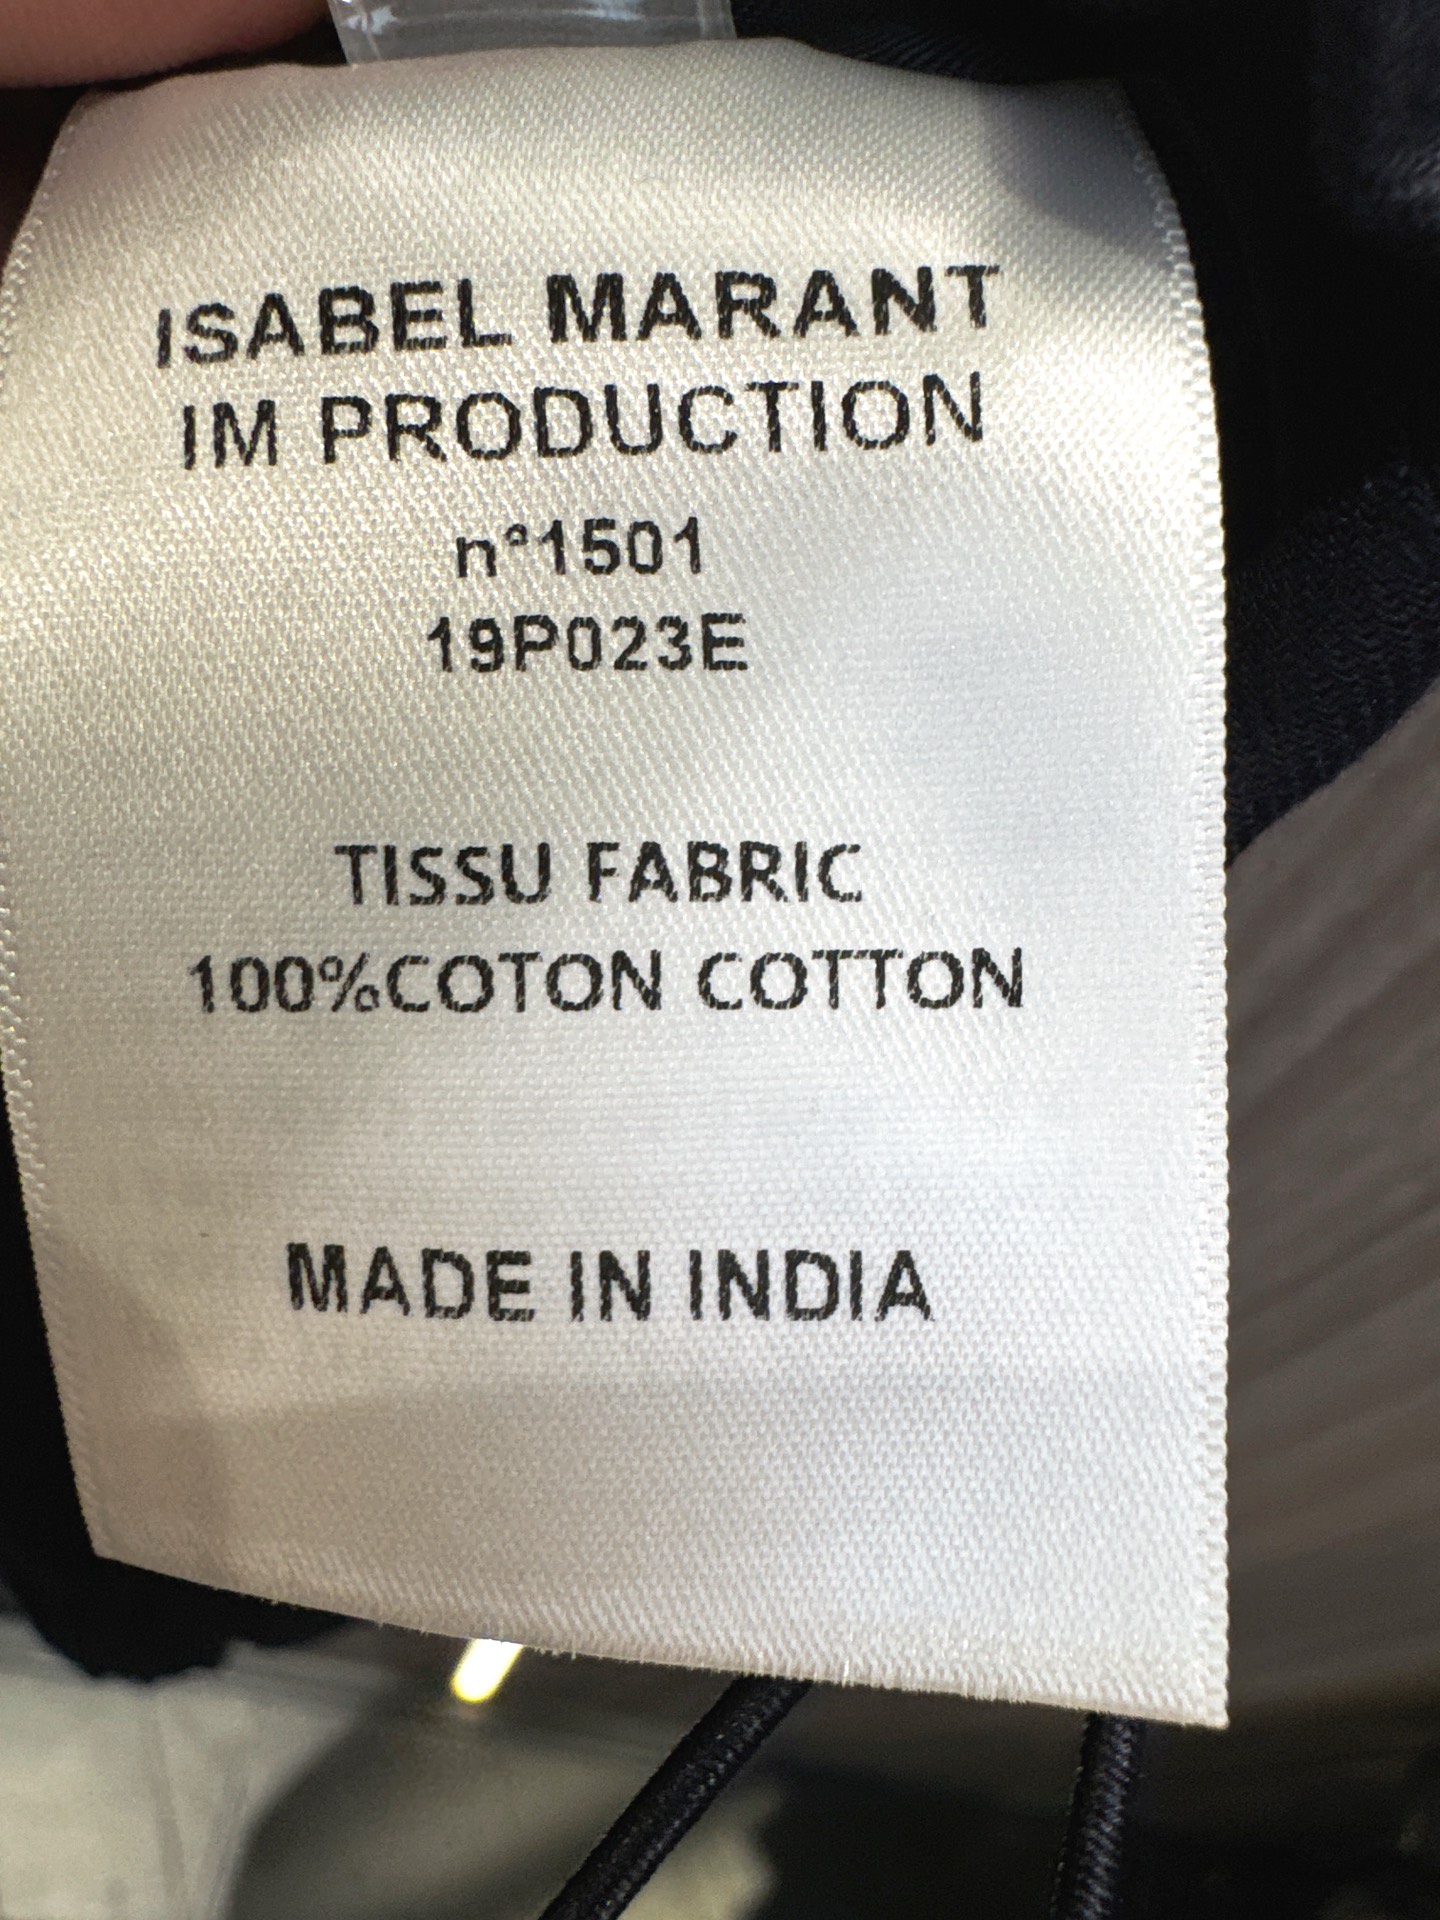 ISABEL MARANT
IM PRODUCTION
n°1501
19P023E
TISSU FABRIC
100%COTON COTTON
MADE IN INDIA